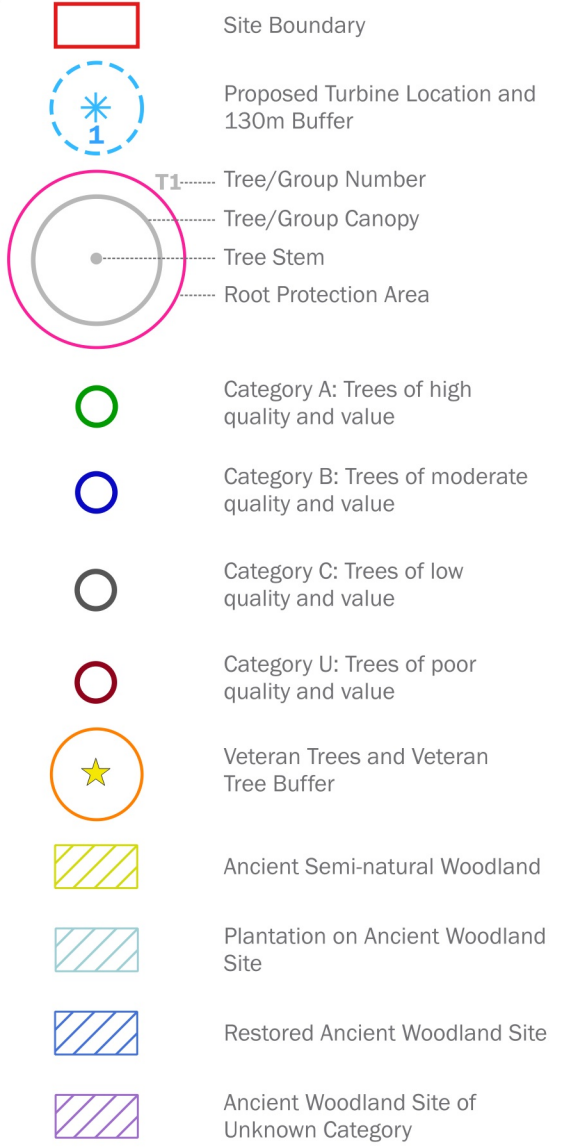 Site Boundary
Proposed Turbine Location and
130m Buffer
1
T1
Tree/Group Number
Tree/Group Canopy
Tree Stem
Root Protection Area
Category A: Trees of high
quality and value
Category B: Trees of moderate
quality and value
Category C: Trees of low
quality and value
Category U: Trees of poor
quality and value
Veteran Trees and Veteran
Tree Buffer
Ancient Semi-natural Woodland
Plantation on Ancient Woodland
Site
Restored Ancient Woodland Site
Ancient Woodland Site of
Unknown Category